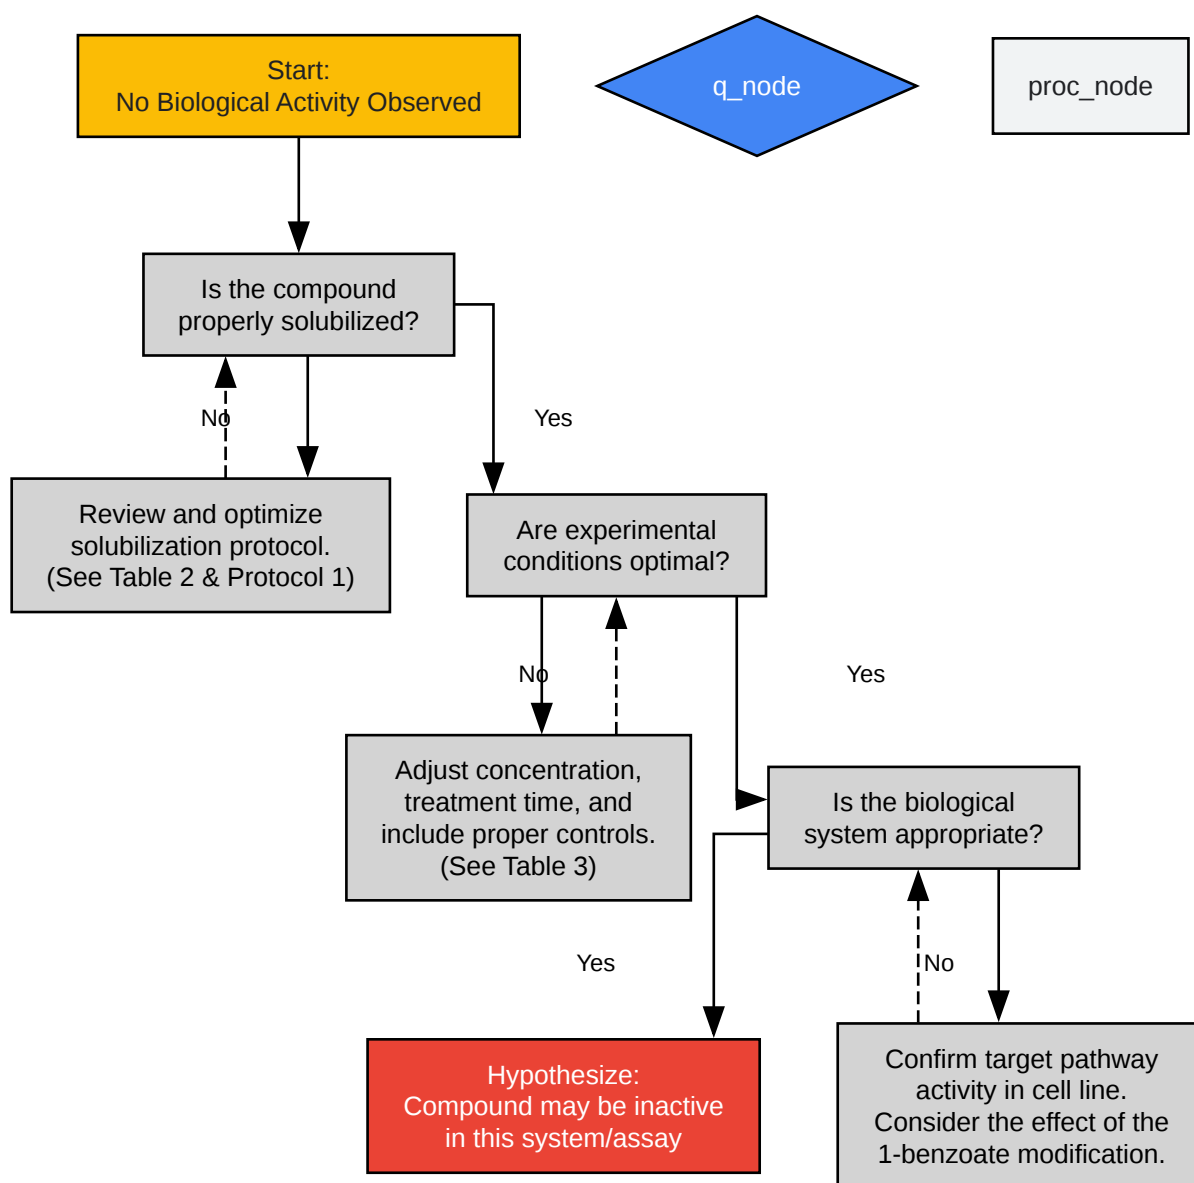 Start:
No Biological Activity Observed
q_node
proc_node
Is the compound
properly solubilized?
No
Yes
Review and optimize
solubilization protocol.
(See Table 2 & Protocol 1)
Are experimental
conditions optimal?
No
Yes
Adjust concentration,
treatment time, and
include proper controls.
(See Table 3)
Is the biological
system appropriate?
Yes
No
Hypothesize:
Compound may be inactive
in this system/assay
Confirm target pathway
activity in cell line.
Consider the effect of the
1-benzoate modification.